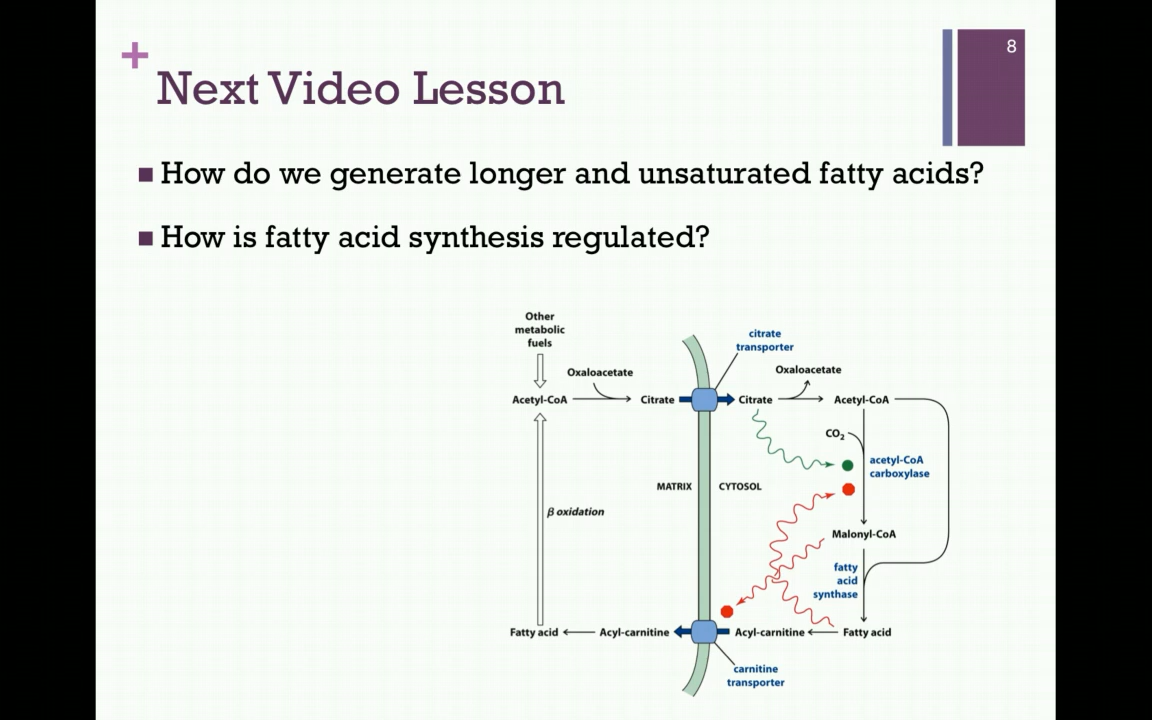 8
+
Next Video Lesson
How do we generate longer and unsaturated fatty acids?
How is fatty acid synthesis regulated?
Other
metabolic
fuels
citrate
transporter
Oxaloacetate
Oxaloacetate
Acetyl-CoA
Citrate
Citrate
Acetyl-CoA
CO₂
acetyl-CoA
carboxylase
MATRIX
CYTOSOL
β oxidation
Malonyl-CoA
fatty
acid
synthase
Fatty acid
Acyl-carnitine
Acyl-carnitine
Fatty acid
carnitine
transporter